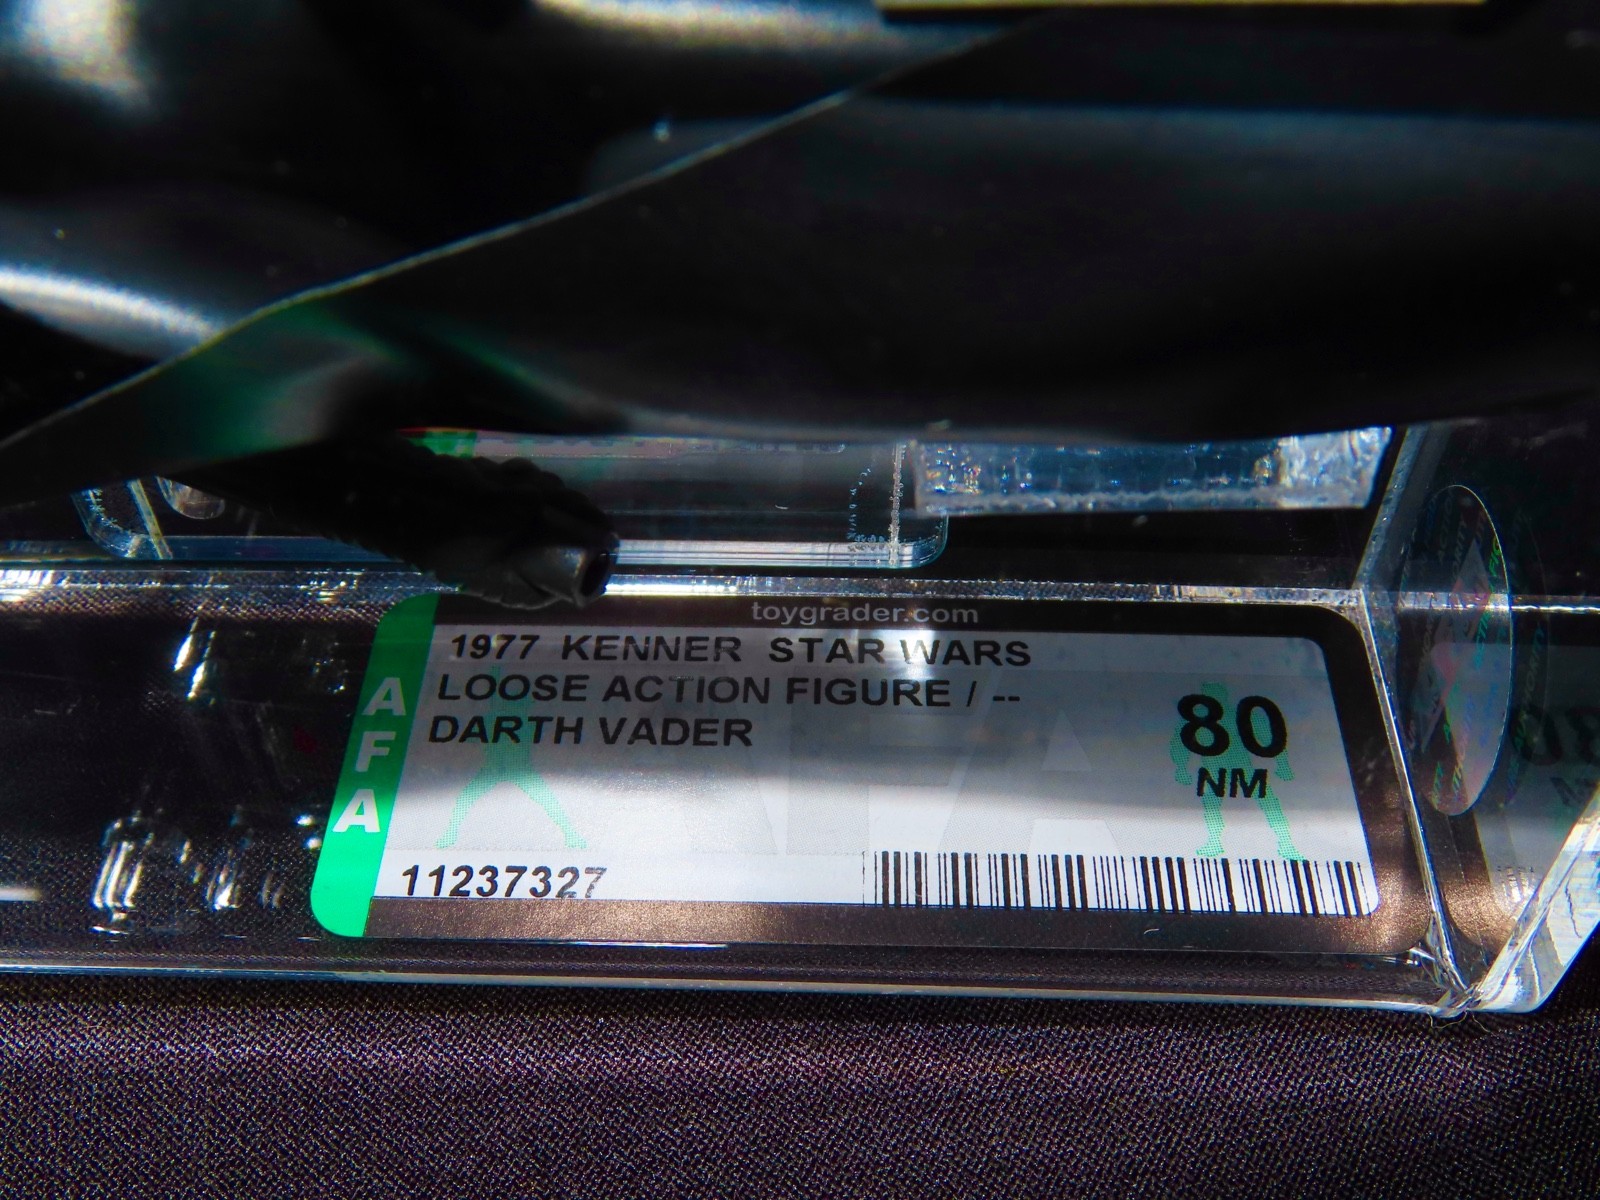 toygrader.com
1977 KENNER STAR WARS
LOOSE ACTION FIGURE / --
DARTH VADER
80
NM
AFA
11237327